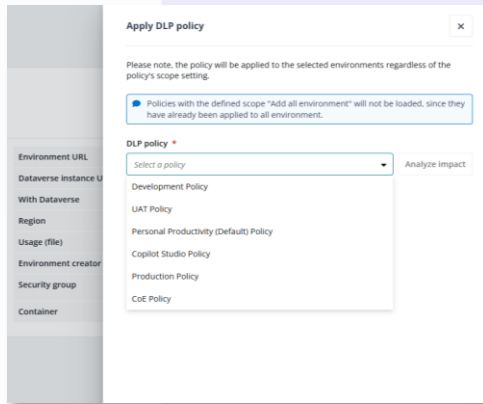 Apply DLP policy
Please note, the policy will be applied to the selected environments regardless of the
policy's scope setting.
Policies with the defined scope "Add all environment" will not be loaded, since they
have already been applied to all environment.
DLP policy *
Select a policy
Analyze impact
Development Policy
UAT Policy
Personal Productivity (Default) Policy
Copilot Studio Policy
Production Policy
CoE Policy
Environment URL
Dataverse instance U
With Dataverse
Region
Usage (file)
Environment creator
Security group
Container